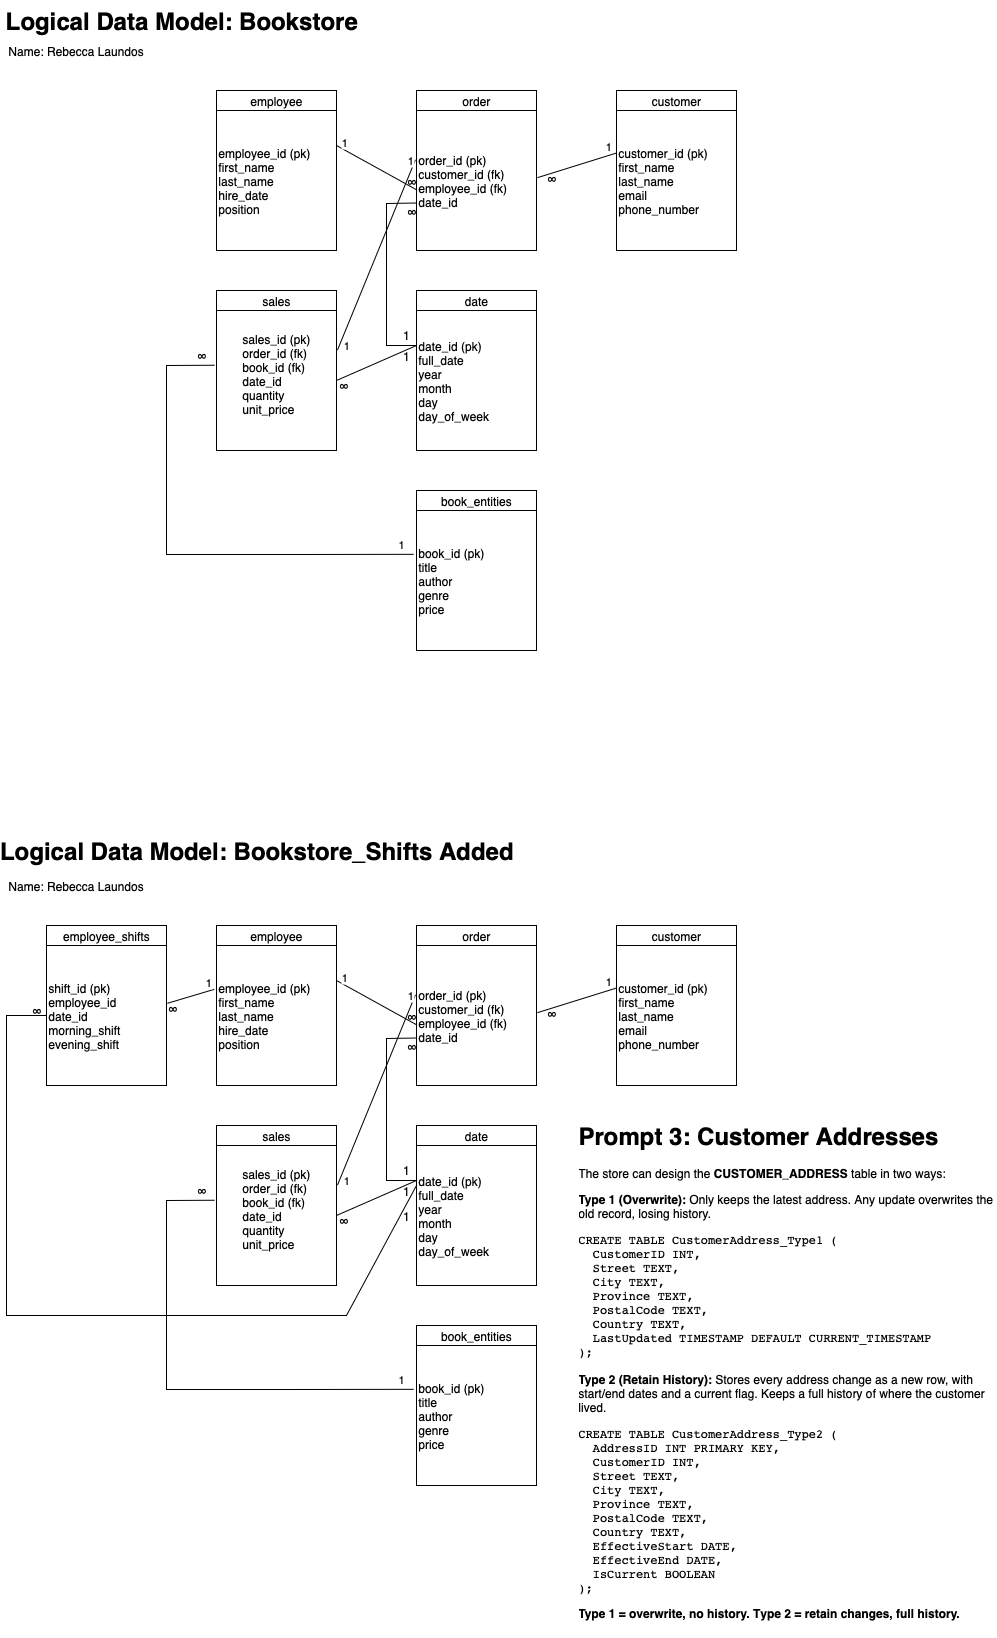 Logical Data Model: Bookstore
Name: Rebecca Laundos
employee
employee_id (pk)
first_name
last_name
hire_date
position
order
order_id (pk)
customer_id (fk)
employee_id (fk)
date_id
customer
customer_id (pk)
first_name
last_name
email
phone_number
1
∞
1
∞
1
∞
1
sales
sales_id (pk)
order_id (fk)
book_id (fk)
date_id
quantity
unit_price
date
date_id (pk)
full_date
year
month
day
day_of_week
∞
1
∞
1
1
book_entities
book_id (pk)
title
author
genre
price
1
Logical Data Model: Bookstore_Shifts Added
Name: Rebecca Laundos
employee_shifts
shift_id (pk)
employee_id
date_id
morning_shift
evening_shift
employee
employee_id (pk)
first_name
last_name
hire_date
position
order
order_id (pk)
customer_id (fk)
employee_id (fk)
date_id
customer
customer_id (pk)
first_name
last_name
email
phone_number
∞
∞
1
1
∞
1
∞
1
∞
1
sales
sales_id (pk)
order_id (fk)
book_id (fk)
date_id
quantity
unit_price
date
date_id (pk)
full_date
year
month
day
day_of_week
∞
1
∞
1
1
1
book_entities
book_id (pk)
title
author
genre
price
1
Prompt 3: Customer Addresses
The store can design the CUSTOMER_ADDRESS table in two ways:
Type 1 (Overwrite): Only keeps the latest address. Any update overwrites the
old record, losing history.
CREATE TABLE CustomerAddress_Type1 (
CustomerID INT,
Street TEXT,
City TEXT,
Province TEXT,
PostalCode TEXT,
Country TEXT,
LastUpdated TIMESTAMP DEFAULT CURRENT_TIMESTAMP
);
Type 2 (Retain History): Stores every address change as a new row, with
start/end dates and a current flag. Keeps a full history of where the customer
lived.
CREATE TABLE CustomerAddress_Type2 (
AddressID INT PRIMARY KEY,
CustomerID INT,
Street TEXT,
City TEXT,
Province TEXT,
PostalCode TEXT,
Country TEXT,
EffectiveStart DATE,
EffectiveEnd DATE,
IsCurrent BOOLEAN
);
Type 1 = overwrite, no history. Type 2 = retain changes, full history.